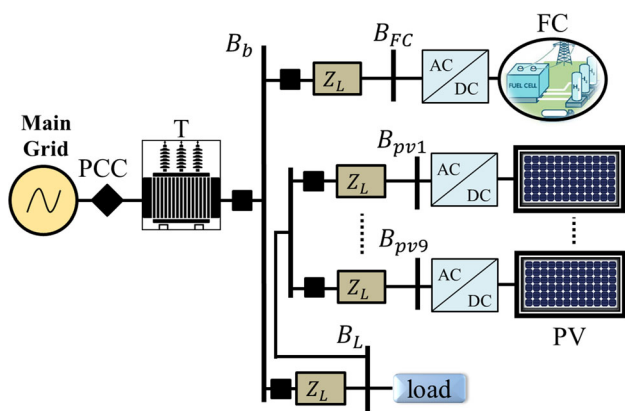 B_b
B_FC
FC
Z_L
AC
DC
FUEL CELL
H₂
Main
Grid
PCC
T
B_pv1
Z_L
AC
DC
B_pv9
Z_L
AC
DC
PV
B_L
Z_L
load